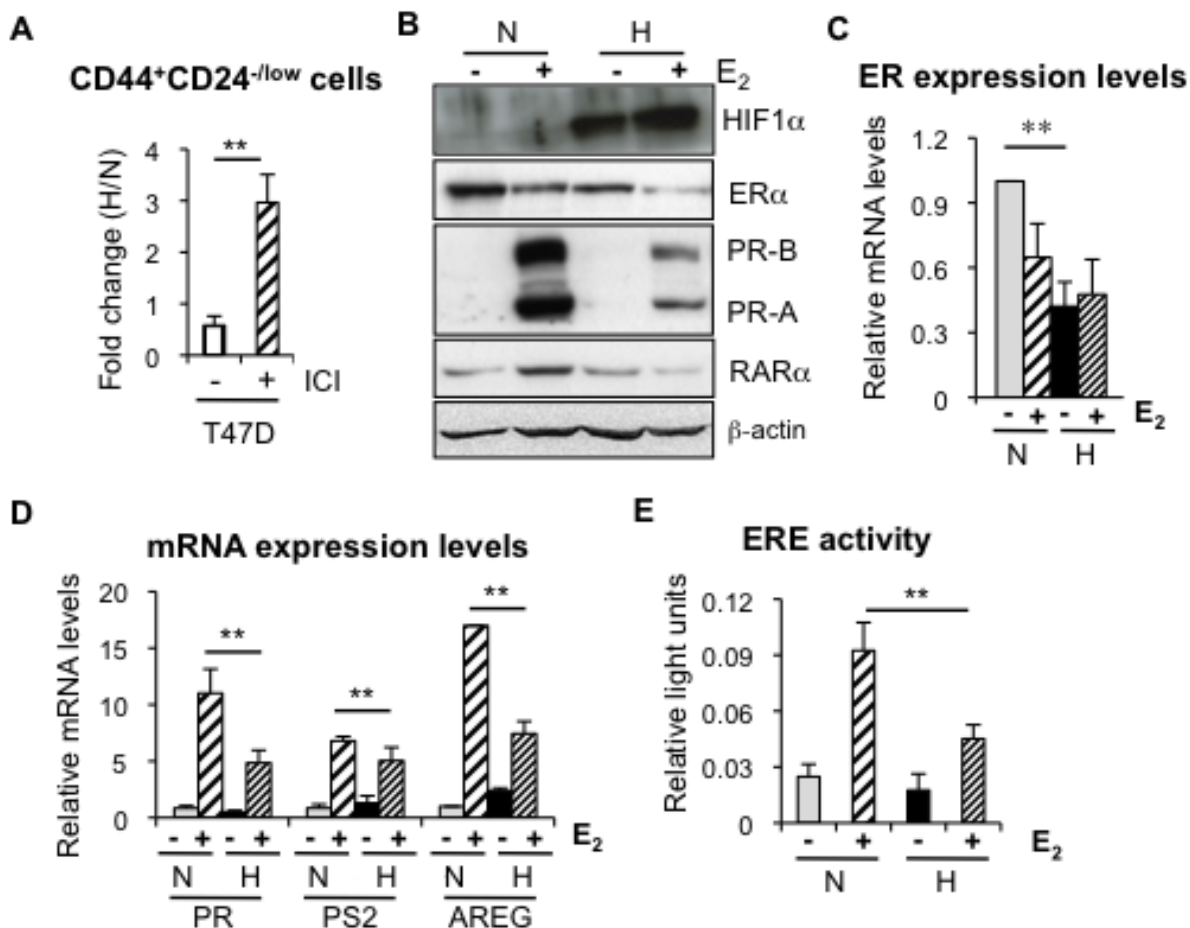 A
CD44+CD24-/low cells
Fold change (H/N)
4
3
2
1
0
**
- + ICI
T47D
B
N H
- + - + E2
HIF1α
ERα
PR-B
PR-A
RARα
β-actin
C
ER expression levels
Relative mRNA levels
1.2
0.9
0.6
0.3
0
**
- + - + E2
N H
D
mRNA expression levels
Relative mRNA levels
20
15
10
5
0
**
**
**
- + - + - + - + - + - + E2
N H N H N H
PR PS2 AREG
E
ERE activity
Relative light units
0.12
0.09
0.06
0.03
0
**
- + - + E2
N H